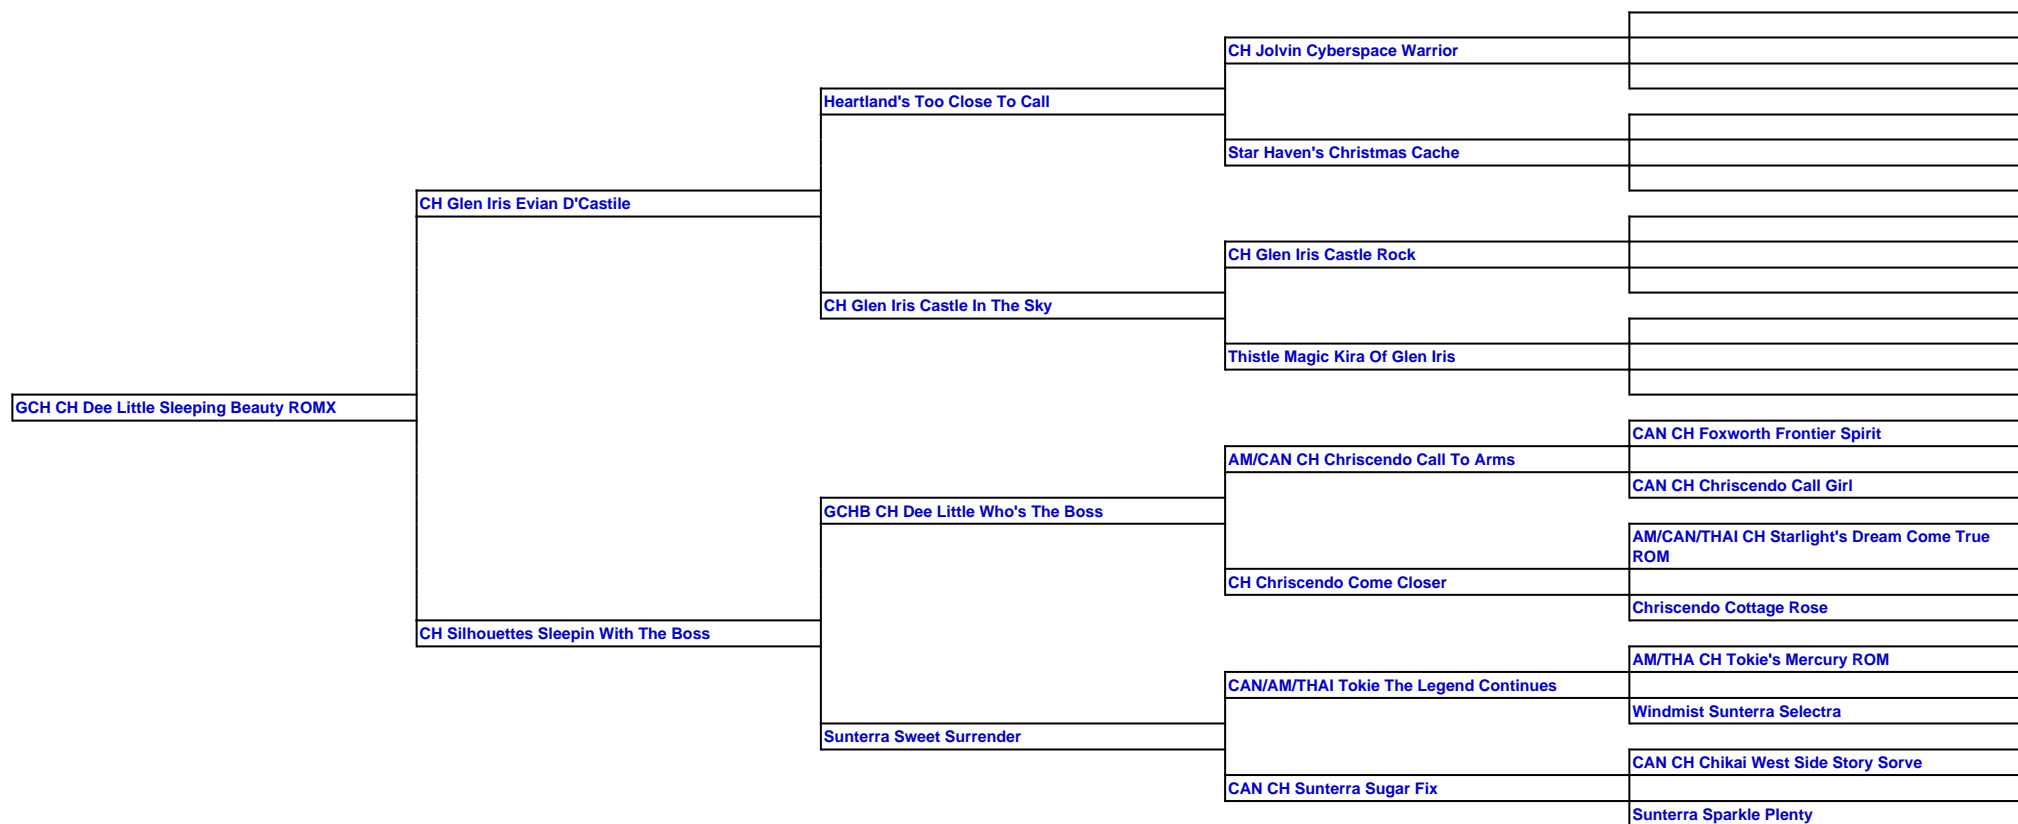 CH Jolvin Cyberspace Warrior
Heartland's Too Close To Call
Star Haven's Christmas Cache
CH Glen Iris Evian D'Castile
CH Glen Iris Castle Rock
CH Glen Iris Castle In The Sky
Thistle Magic Kira Of Glen Iris
GCH CH Dee Little Sleeping Beauty ROMX
CAN CH Foxworth Frontier Spirit
AM/CAN CH Chriscendo Call To Arms
CAN CH Chriscendo Call Girl
GCHB CH Dee Little Who's The Boss
AM/CAN/THAI CH Starlight's Dream Come True
ROM
CH Chriscendo Come Closer
Chriscendo Cottage Rose
CH Silhouettes Sleepin With The Boss
AM/THA CH Tokie's Mercury ROM
CAN/AM/THAI Tokie The Legend Continues
Windmist Sunterra Selectra
Sunterra Sweet Surrender
CAN CH Chikai West Side Story Sorve
CAN CH Sunterra Sugar Fix
Sunterra Sparkle Plenty